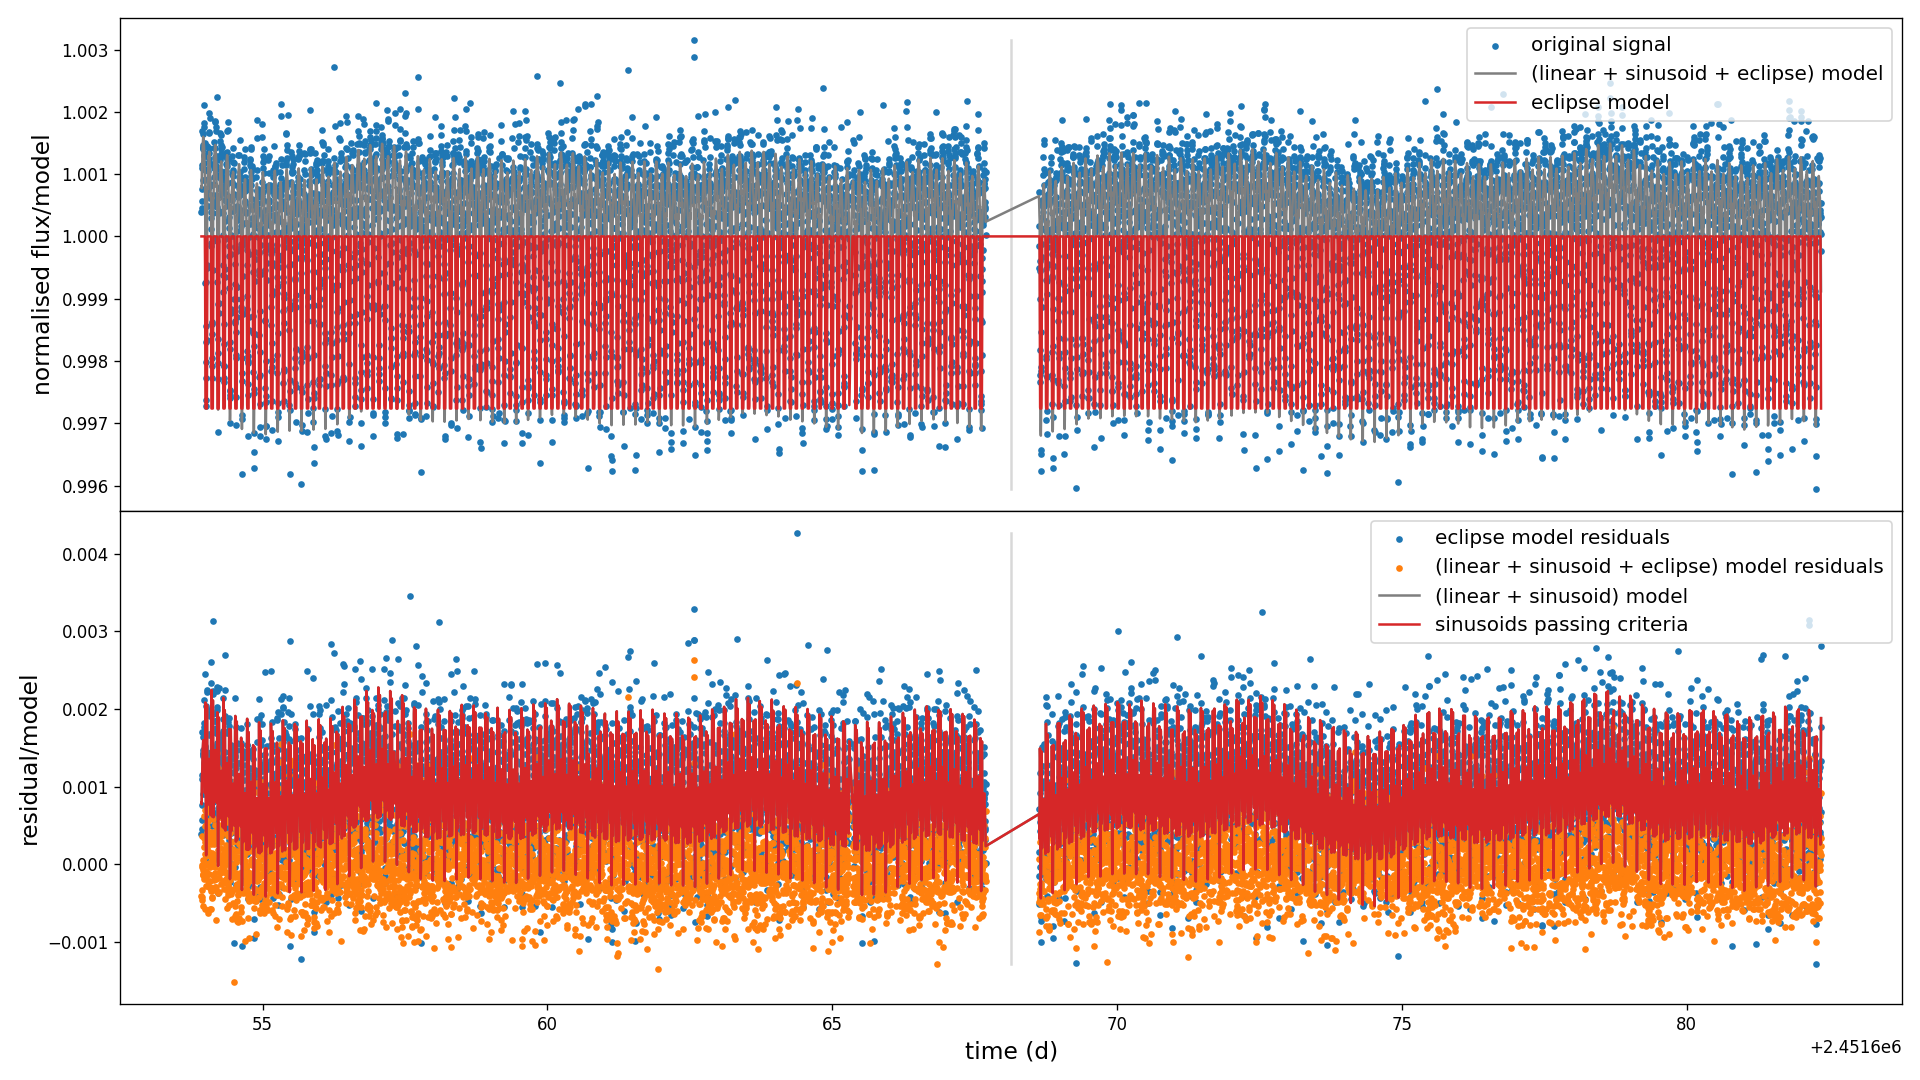 normalised flux/model
1.003
1.002
1.001
1.000
0.999
0.998
0.997
0.996
original signal
(linear + sinusoid + eclipse) model
eclipse model
residual/model
0.004
0.003
0.002
0.001
0.000
−0.001
eclipse model residuals
(linear + sinusoid + eclipse) model residuals
(linear + sinusoid) model
sinusoids passing criteria
55 60 65 70 75 80
time (d)
+2.4516e6